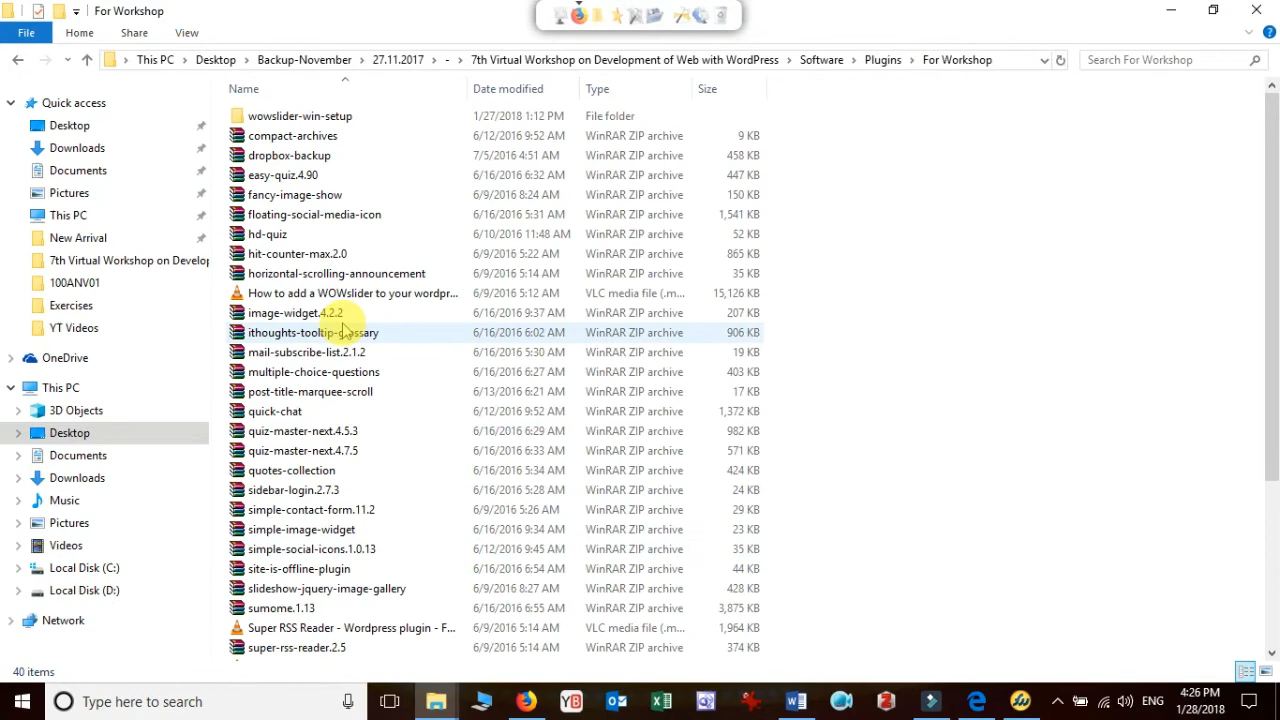 For Workshop
File Home Share View
This PC Desktop Backup-November 27.11.2017 - 7th Virtual Workshop on Development of Web with WordPress Software Plugins For Workshop
Search For Workshop
Name Date modified Type Size
Quick access
Desktop
Downloads
Documents
Pictures
This PC
New Arrival
7th Virtual Workshop on Develop
100ANV01
Exercises
YT Videos
OneDrive
This PC
3D Objects
Desktop
Documents
Downloads
Music
Pictures
Videos
Local Disk (C:)
Local Disk (D:)
Network
wowslider-win-setup 1/27/2018 1:12 PM File folder
compact-archives 6/12/2016 9:52 AM WinRAR ZIP archive 9 KB
dropbox-backup 7/5/2016 4:51 AM WinRAR ZIP archive 458 KB
easy-quiz.4.90 6/16/2016 6:32 AM WinRAR ZIP archive 447 KB
fancy-image-show 6/9/2016 8:24 AM WinRAR ZIP archive 150 KB
floating-social-media-icon 6/16/2016 5:31 AM WinRAR ZIP archive 1,541 KB
hd-quiz 6/10/2016 11:48 AM WinRAR ZIP archive 52 KB
hit-counter-max.2.0 6/9/2016 5:22 AM WinRAR ZIP archive 865 KB
horizontal-scrolling-announcement 6/9/2016 5:14 AM WinRAR ZIP archive 35 KB
How to add a WOWslider to your wordpr... 6/9/2016 5:12 AM VLC media file (.m... 15,126 KB
image-widget.4.2.2 6/16/2016 9:37 AM WinRAR ZIP archive 207 KB
ithoughts-tooltip-glossary 6/16/2016 6:02 AM WinRAR ZIP archive 906 KB
mail-subscribe-list.2.1.2 6/16/2016 5:30 AM WinRAR ZIP archive 19 KB
multiple-choice-questions 6/16/2016 6:27 AM WinRAR ZIP archive 403 KB
post-title-marquee-scroll 6/13/2016 6:21 AM WinRAR ZIP archive 17 KB
quick-chat 6/12/2016 9:52 AM WinRAR ZIP archive 1,372 KB
quiz-master-next.4.5.3 6/16/2016 6:29 AM WinRAR ZIP archive 982 KB
quiz-master-next.4.7.5 6/16/2016 6:33 AM WinRAR ZIP archive 571 KB
quotes-collection 6/16/2016 5:34 AM WinRAR ZIP archive 424 KB
sidebar-login.2.7.3 6/16/2016 5:28 AM WinRAR ZIP archive 24 KB
simple-contact-form.11.2 6/9/2016 5:26 AM WinRAR ZIP archive 29 KB
simple-image-widget 6/16/2016 9:34 AM WinRAR ZIP archive 23 KB
simple-social-icons.1.0.13 6/12/2016 9:45 AM WinRAR ZIP archive 35 KB
site-is-offline-plugin 6/16/2016 6:54 AM WinRAR ZIP archive 44 KB
slideshow-jquery-image-gallery 6/9/2016 8:27 AM WinRAR ZIP archive 428 KB
sumome.1.13 6/16/2016 6:55 AM WinRAR ZIP archive 3,875 KB
Super RSS Reader - Wordpress plugin - F... 6/9/2016 5:14 AM VLC media file (.m... 1,964 KB
super-rss-reader.2.5 6/9/2016 5:14 AM WinRAR ZIP archive 374 KB
40 items
Type here to search
YB
ENG
4:26 PM
1/28/2018